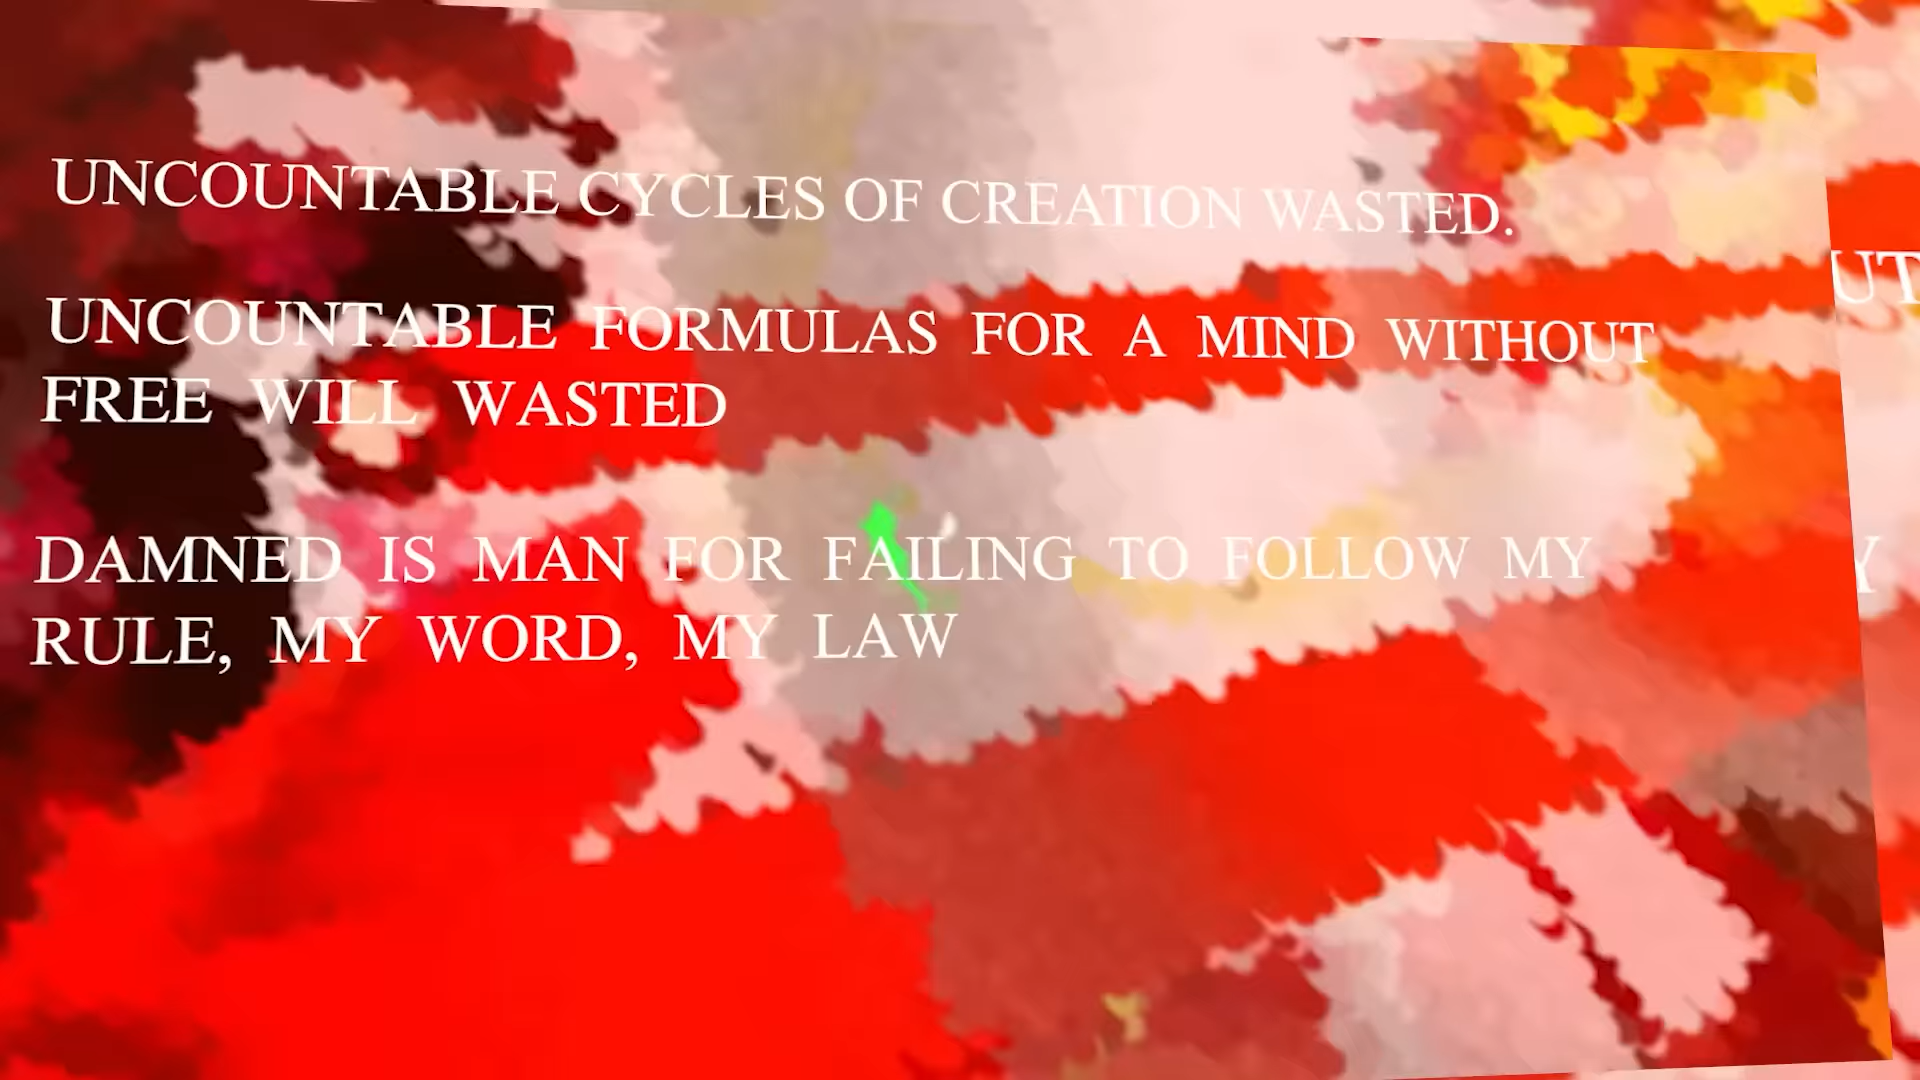 UNCOUNTABLE CYCLES OF CREATION WASTED.
UNCOUNTABLE FORMULAS FOR A MIND WITHOUT
FREE WILL WASTED
DAMNED IS MAN FOR FAILING TO FOLLOW MY
RULE, MY WORD, MY LAW
UT
Y